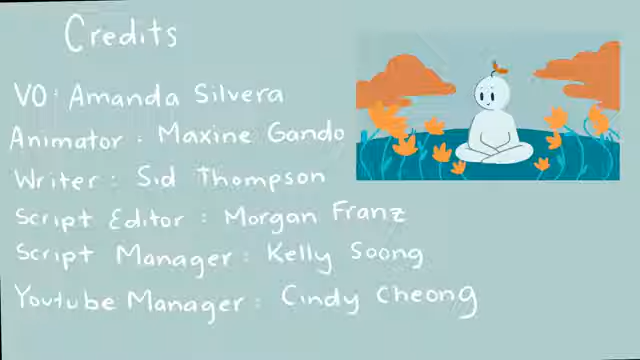 Credits
VO: Amanda Silvera
Animator: Maxine Gando
Writer: Sid Thompson
Script Editor: Morgan Franz
Script Manager: Kelly Soong
Youtube Manager: Cindy Cheong